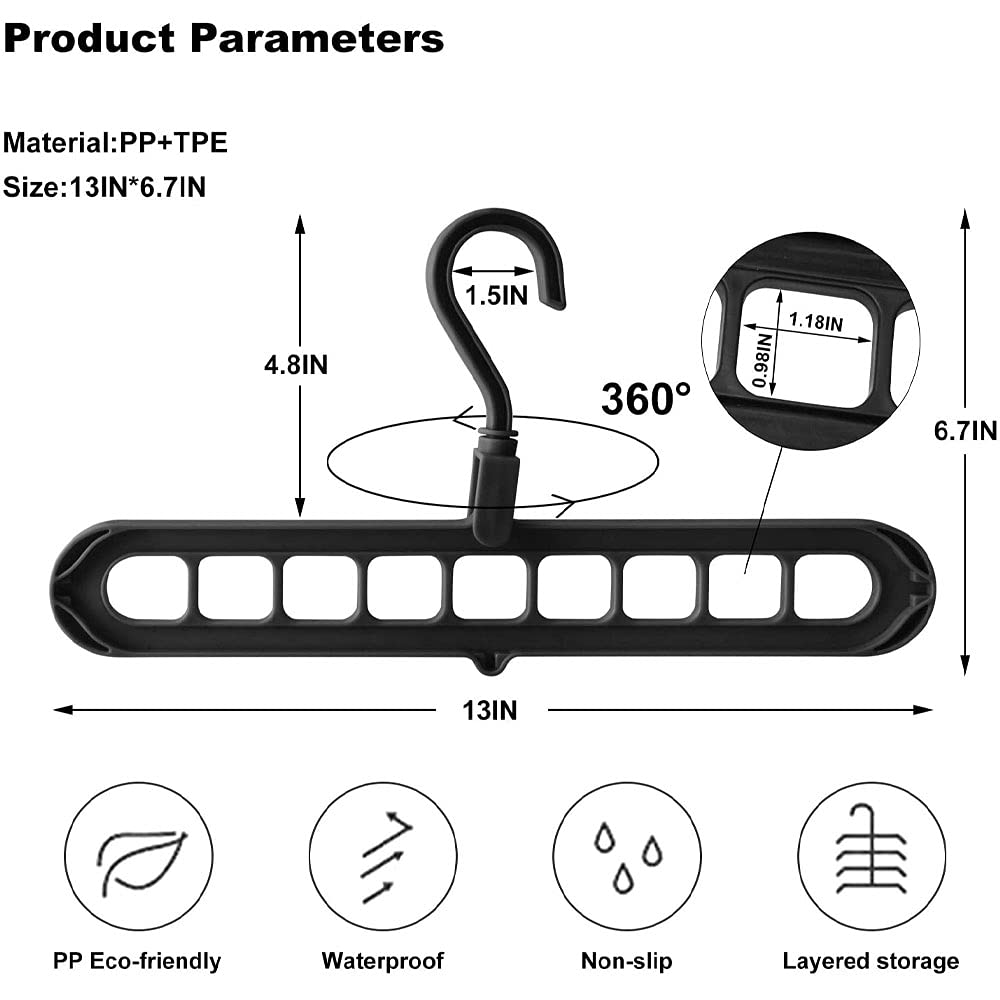 Product Parameters
Material:PP+TPE
Size:13IN*6.7IN
1.5IN
4.8IN
360°
1.18IN
0.98IN
6.7IN
13IN
PP Eco-friendly
Waterproof
Non-slip
Layered storage